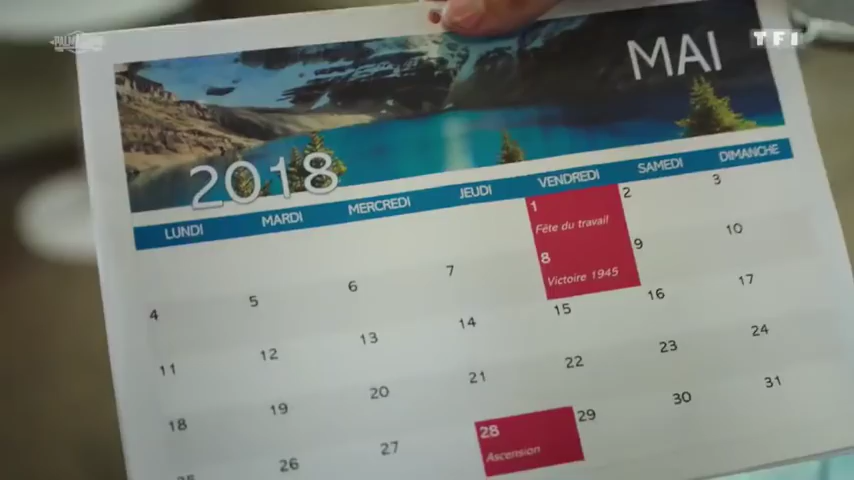 TF1
MAI
2018
LUNDI MARDI MERCREDI JEUDI VENDREDI SAMEDI DIMANCHE
1 2 3
Fête du travail
4 5 6 7 8 9 10
Victoire 1945
11 12 13 14 15 16 17
18 19 20 21 22 23 24
25 26 27 28 29 30 31
Ascension